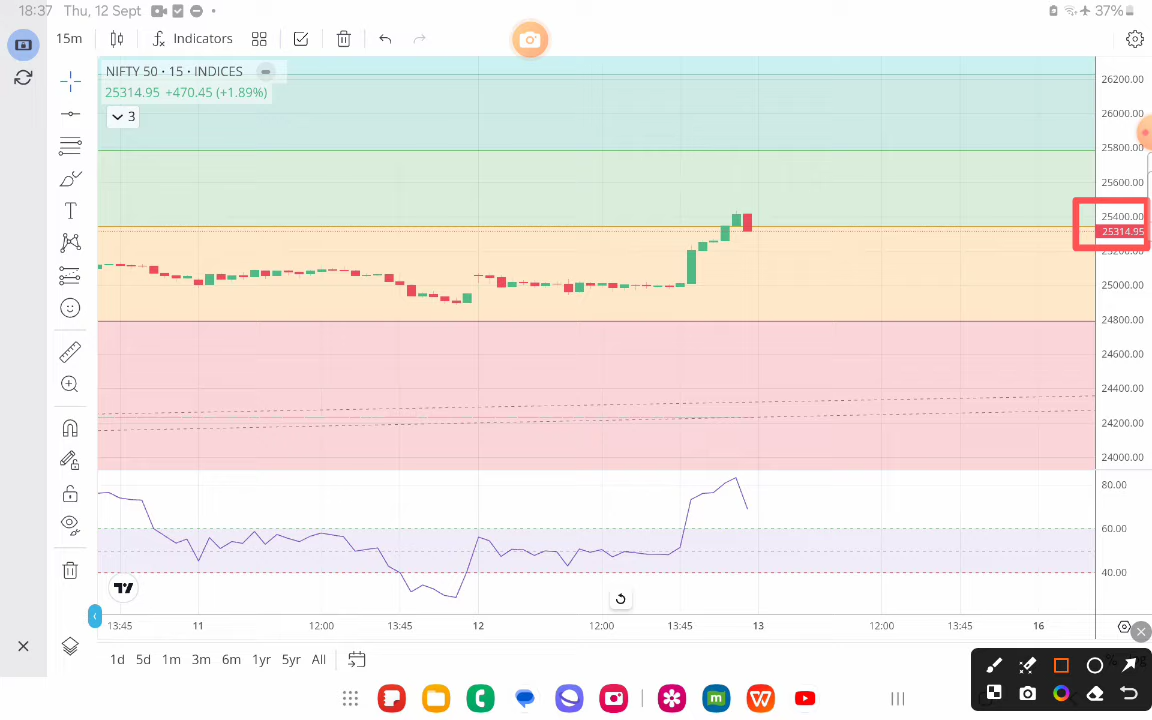 18:37 Thu, 12 Sept
37%
15m
Indicators
NIFTY 50 · 15 · INDICES
25314.95 +470.45 (+1.89%)
3
26200.00
26000.00
25800.00
25600.00
25400.00
25314.95
25000.00
24800.00
24600.00
24400.00
24200.00
24000.00
80.00
60.00
40.00
13:45 11 12:00 13:45 12 12:00 13:45 13 12:00 13:45 16
1d 5d 1m 3m 6m 1yr 5yr All
%